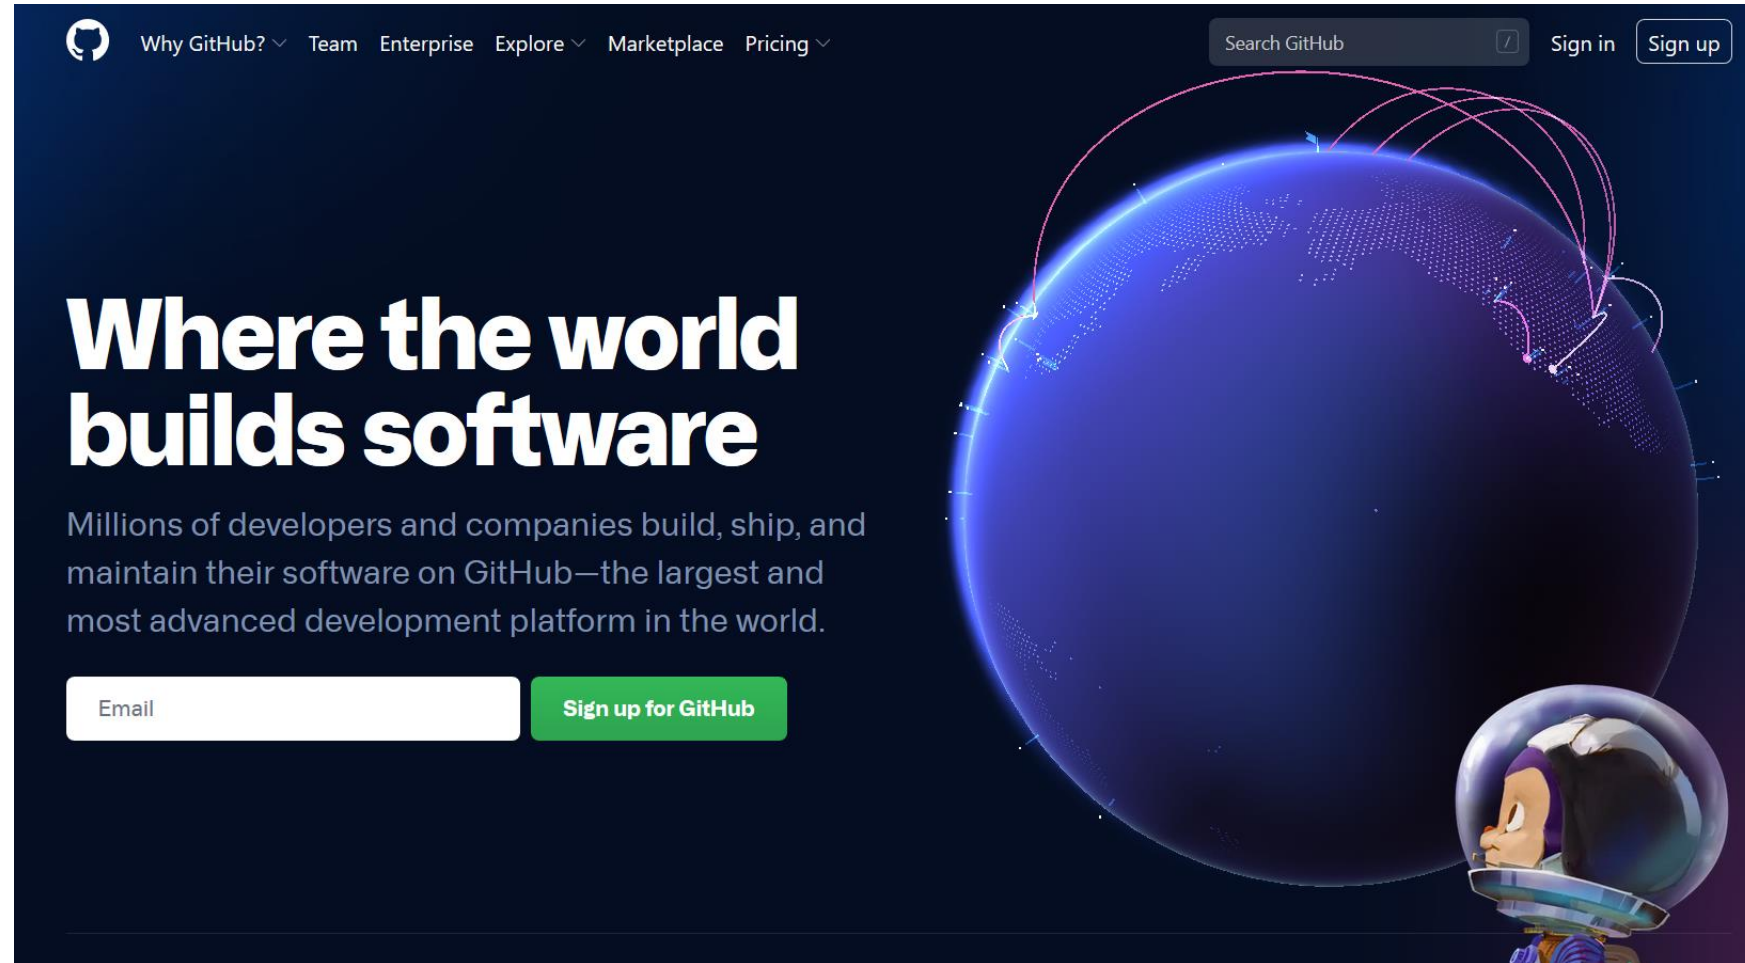 Why GitHub? Team Enterprise Explore Marketplace Pricing Search GitHub / Sign in Sign up
Where the world
builds software
Millions of developers and companies build, ship, and
maintain their software on GitHub—the largest and
most advanced development platform in the world.
Email Sign up for GitHub